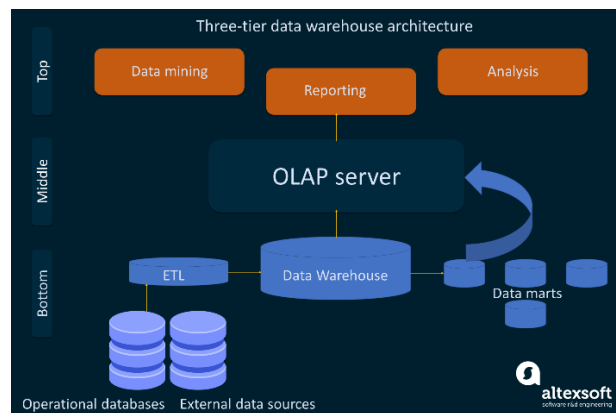 Three-tier data warehouse architecture
Top
Data mining
Reporting
Analysis
Middle
OLAP server
Bottom
ETL
Data Warehouse
Data marts
Operational databases
External data sources
altexsoft
software r&d engineering